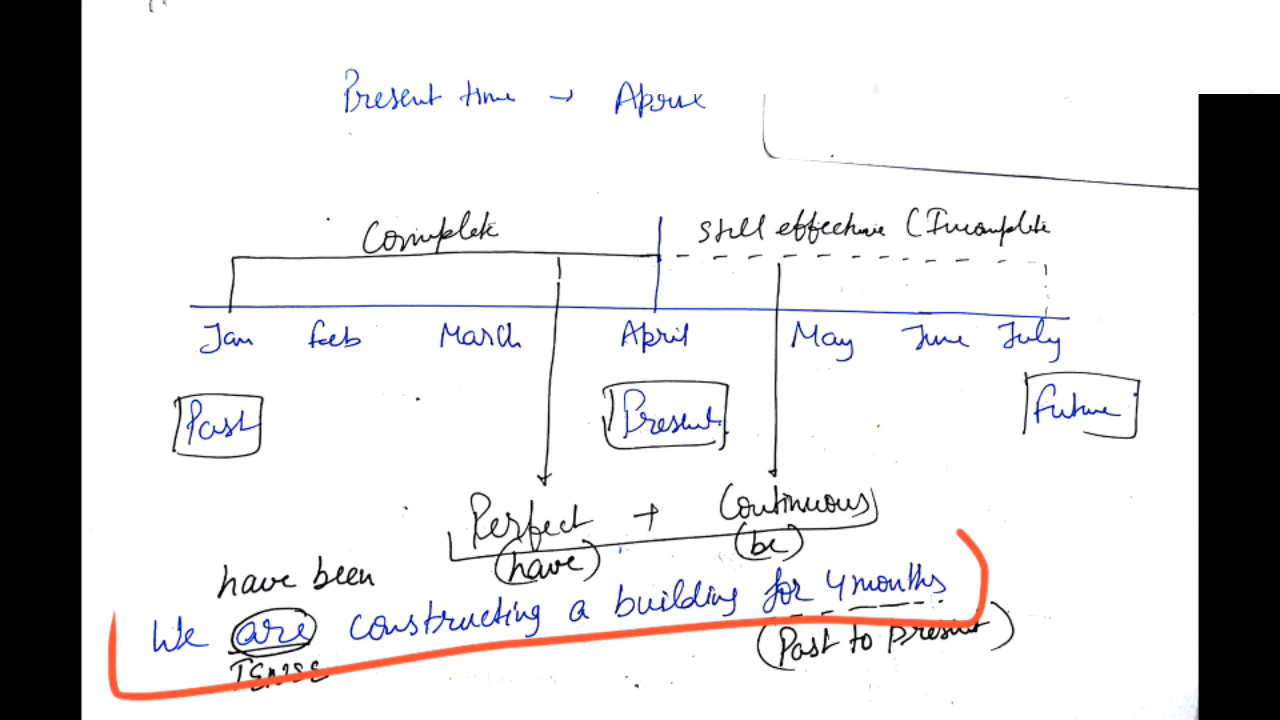 Present time →
Complete
Still effective (Incomplete
Jan Feb March April May June July
Past Present Future
Perfect + Continuous
(have) (be)
have been
We are constructing a building for 4 months
TENSE
(Past to present)